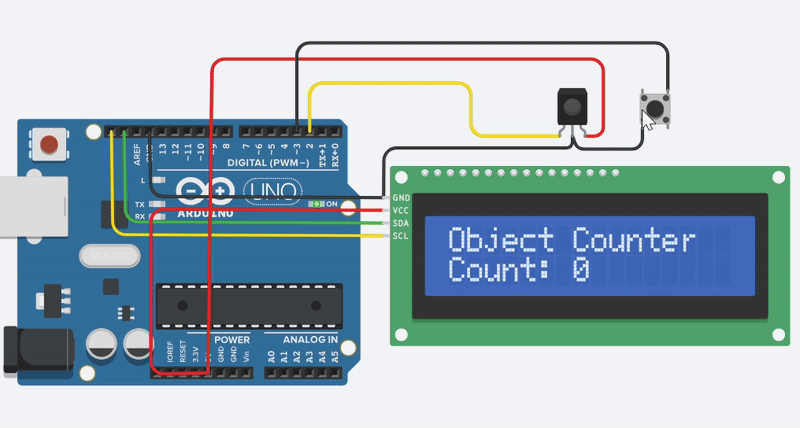 AREF
GND
13
12
~11
~10
~9
8
7
~6
~5
4
~3
2
TX→1
RX←0
DIGITAL (PWM~)
L
TX
RX
UNO
ON
ARDUINO
GND
VCC
SDA
SCL
Object Counter
Count: 0
POWER
ANALOG IN
IOREF
RESET
3.3V
GND
GND
Vin
A0
A1
A2
A3
A4
A5